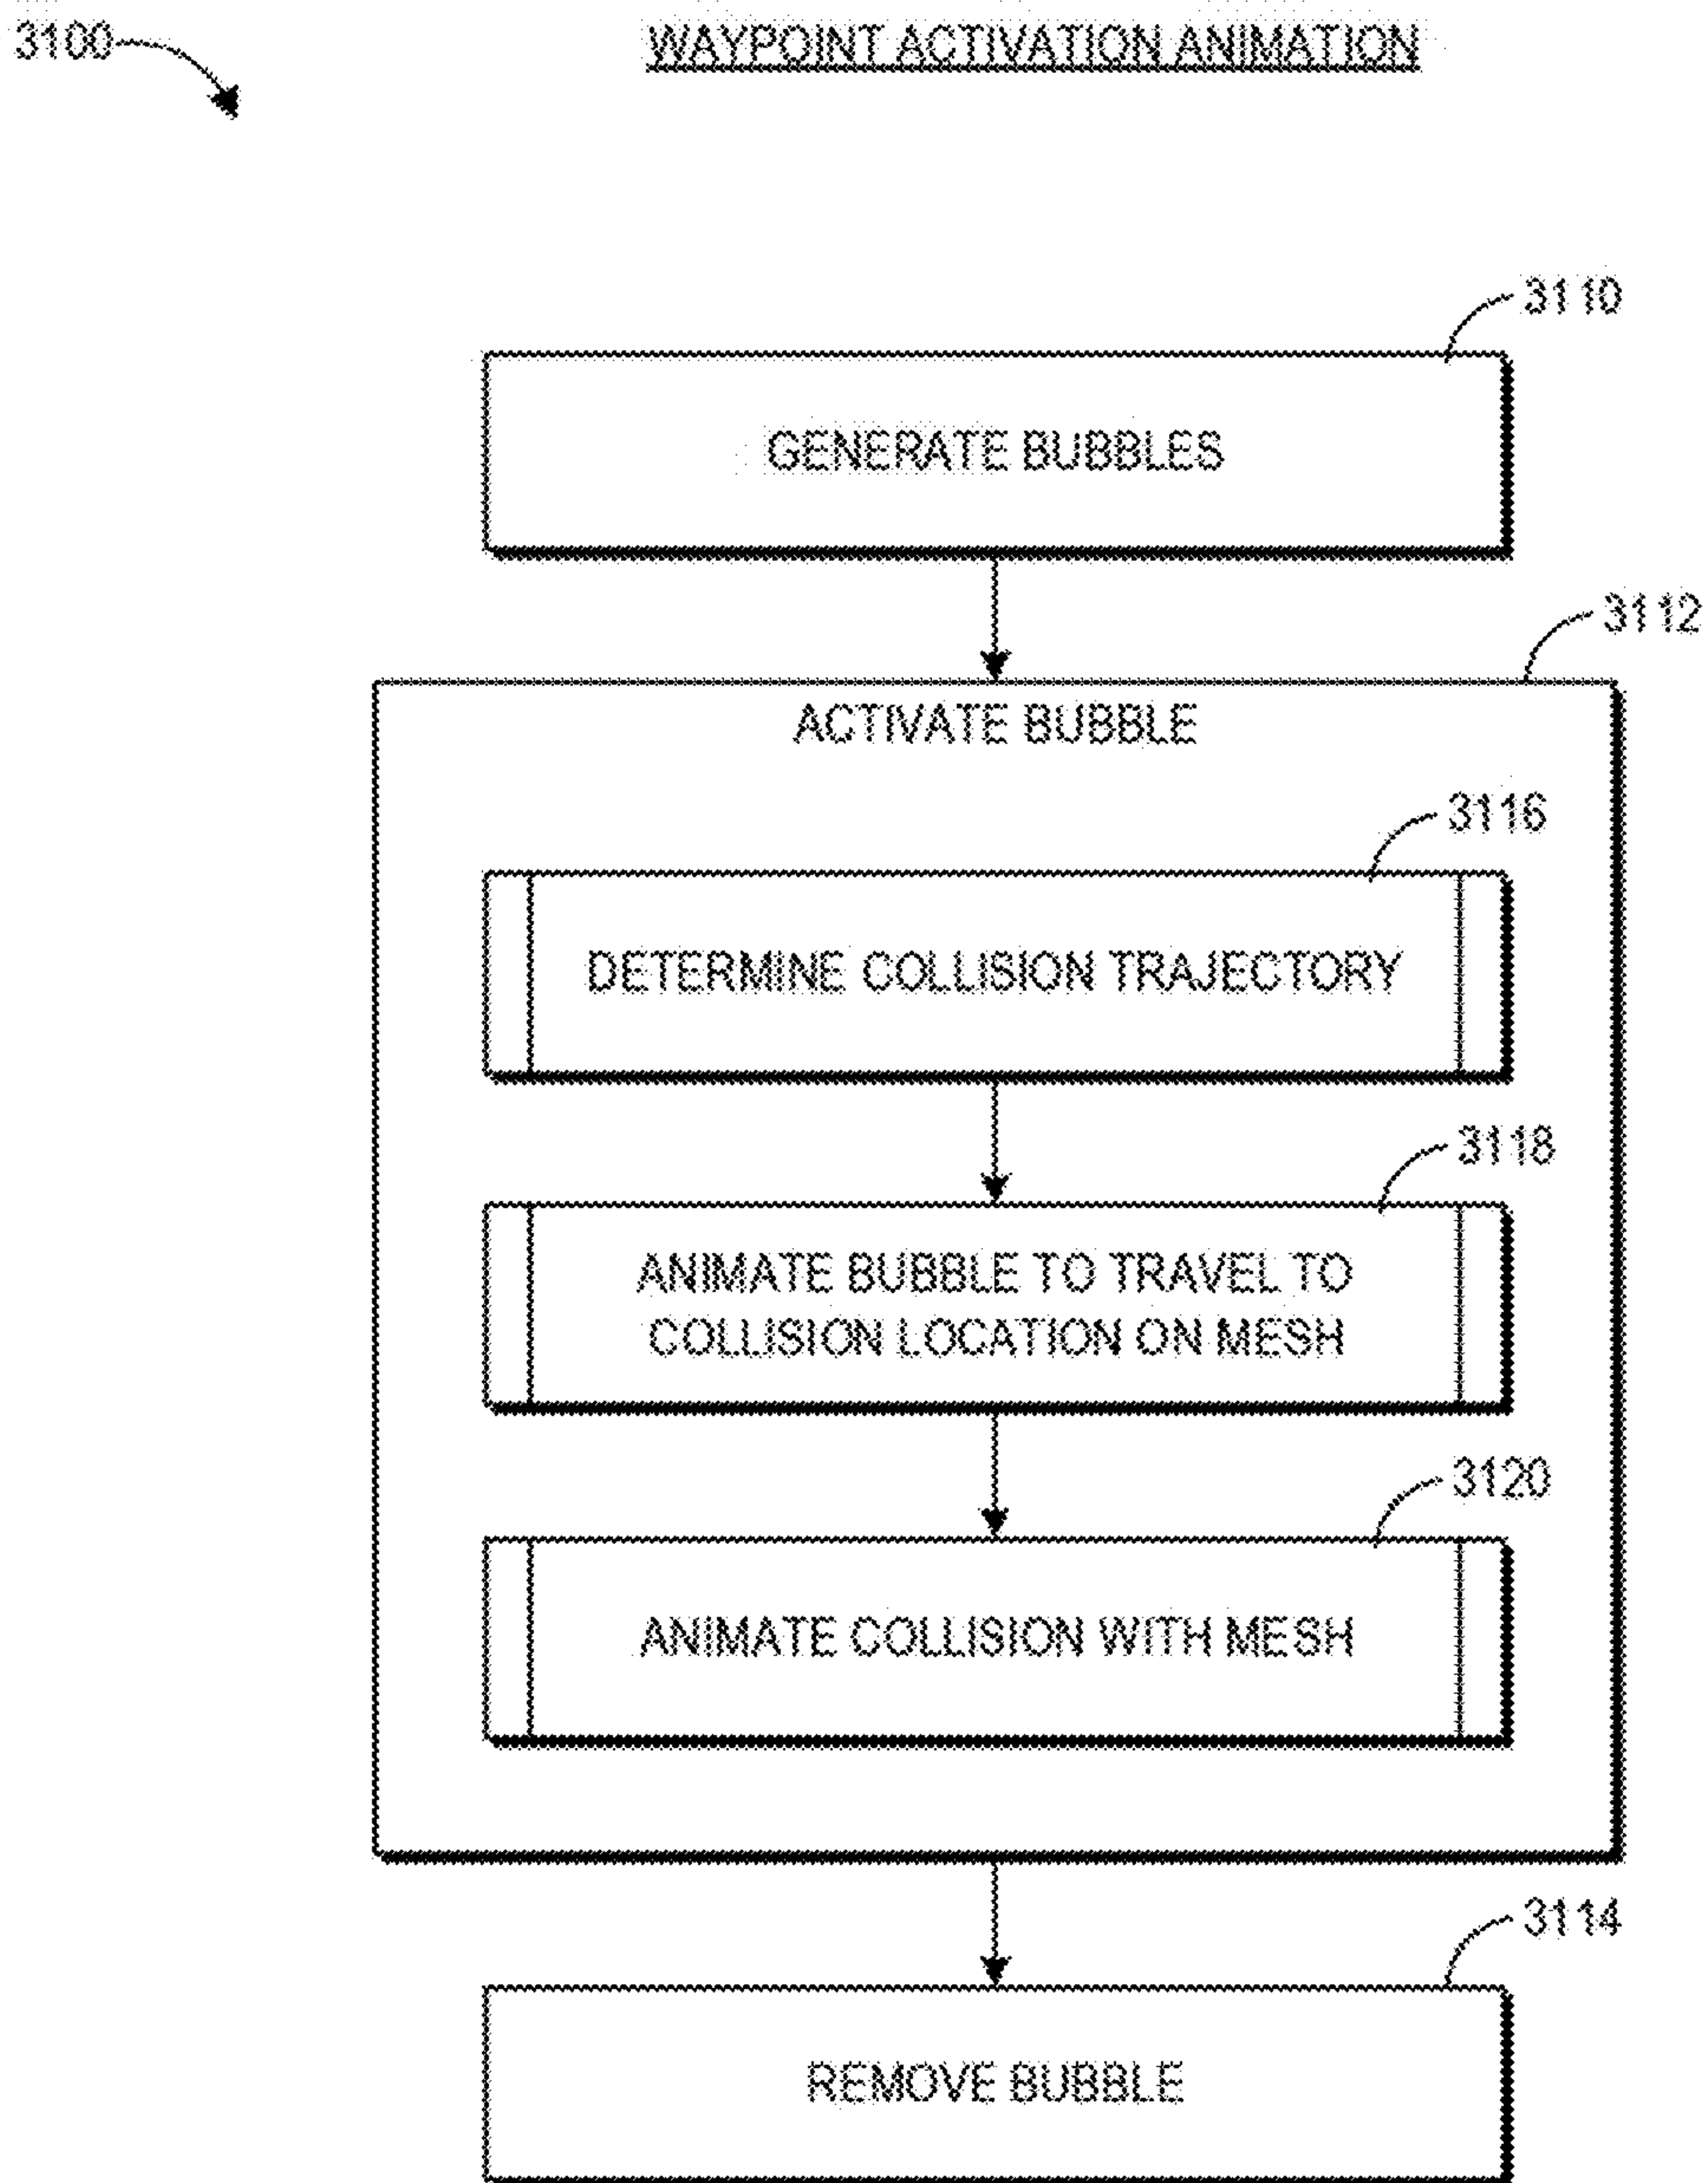 3100
WAYPOINT ACTIVATION ANIMATION
3110
GENERATE BUBBLES
3112
ACTIVATE BUBBLE
3116
DETERMINE COLLISION TRAJECTORY
3118
ANIMATE BUBBLE TO TRAVEL TO
COLLISION LOCATION ON MESH
3120
ANIMATE COLLISION WITH MESH
3114
REMOVE BUBBLE